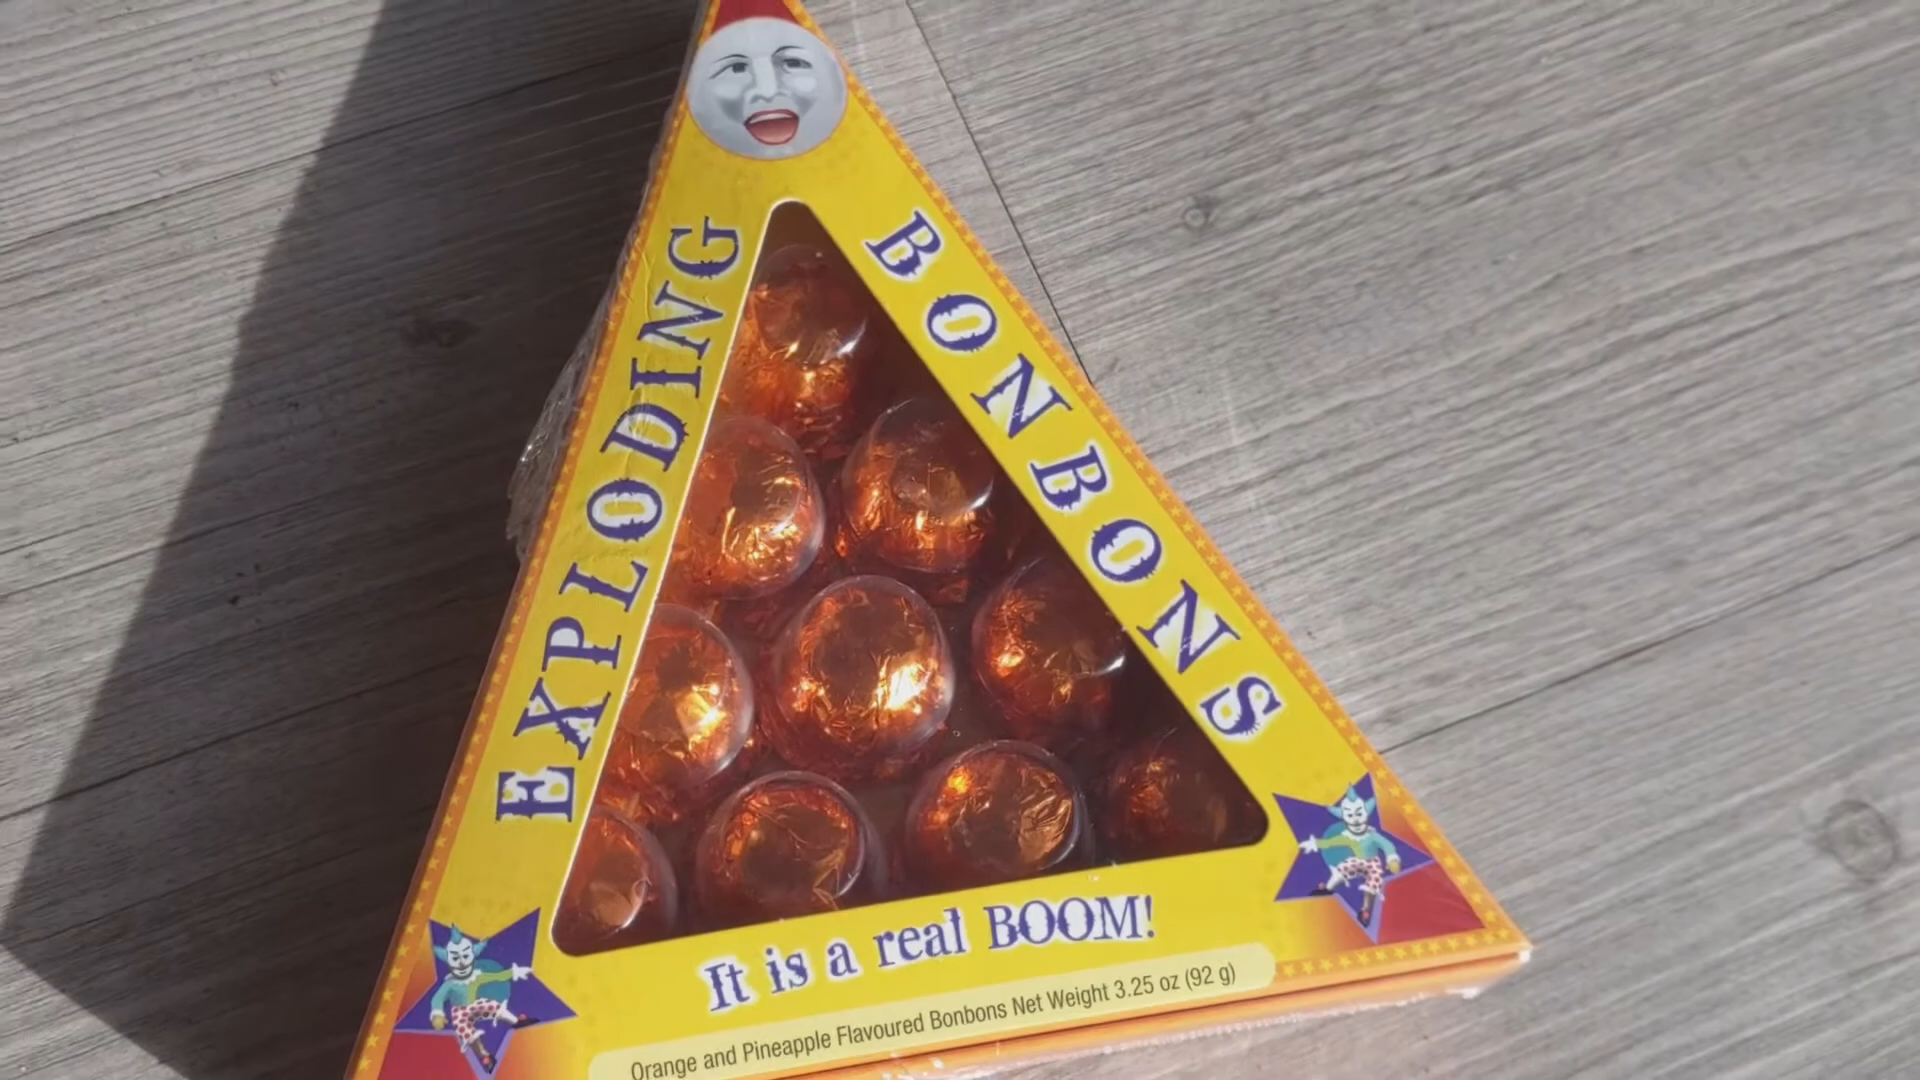 EXPLODING
BONBONS
It is a real BOOM!
Orange and Pineapple Flavoured Bonbons Net Weight 3.25 oz (92 g)